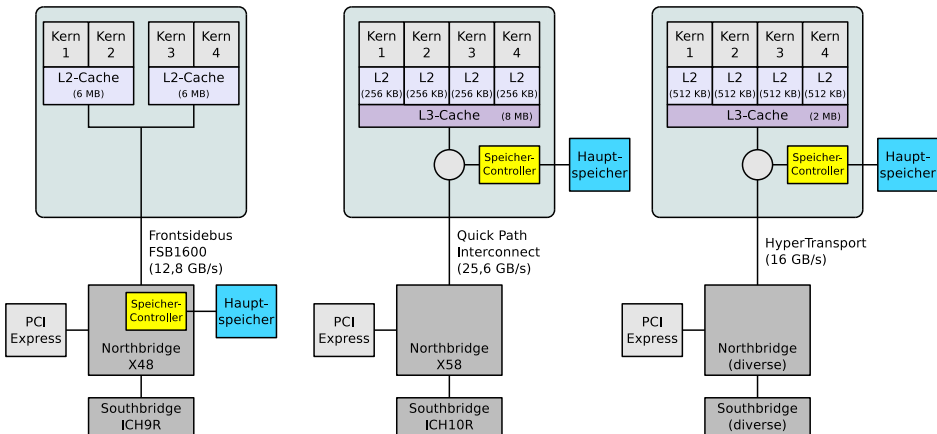 Kern
1
Kern
2
Kern
3
Kern
4
L2-Cache
(6 MB)
L2-Cache
(6 MB)
Frontsidebus
FSB1600
(12,8 GB/s)
Speicher-
Controller
Haupt-
speicher
PCI
Express
Northbridge
X48
Southbridge
ICH9R
Kern
1
Kern
2
Kern
3
Kern
4
L2
(256 KB)
L2
(256 KB)
L2
(256 KB)
L2
(256 KB)
L3-Cache (8 MB)
Speicher-
Controller
Haupt-
speicher
Quick Path
Interconnect
(25,6 GB/s)
PCI
Express
Northbridge
X58
Southbridge
ICH10R
Kern
1
Kern
2
Kern
3
Kern
4
L2
(512 KB)
L2
(512 KB)
L2
(512 KB)
L2
(512 KB)
L3-Cache (2 MB)
Speicher-
Controller
Haupt-
speicher
HyperTransport
(16 GB/s)
PCI
Express
Northbridge
(diverse)
Southbridge
(diverse)